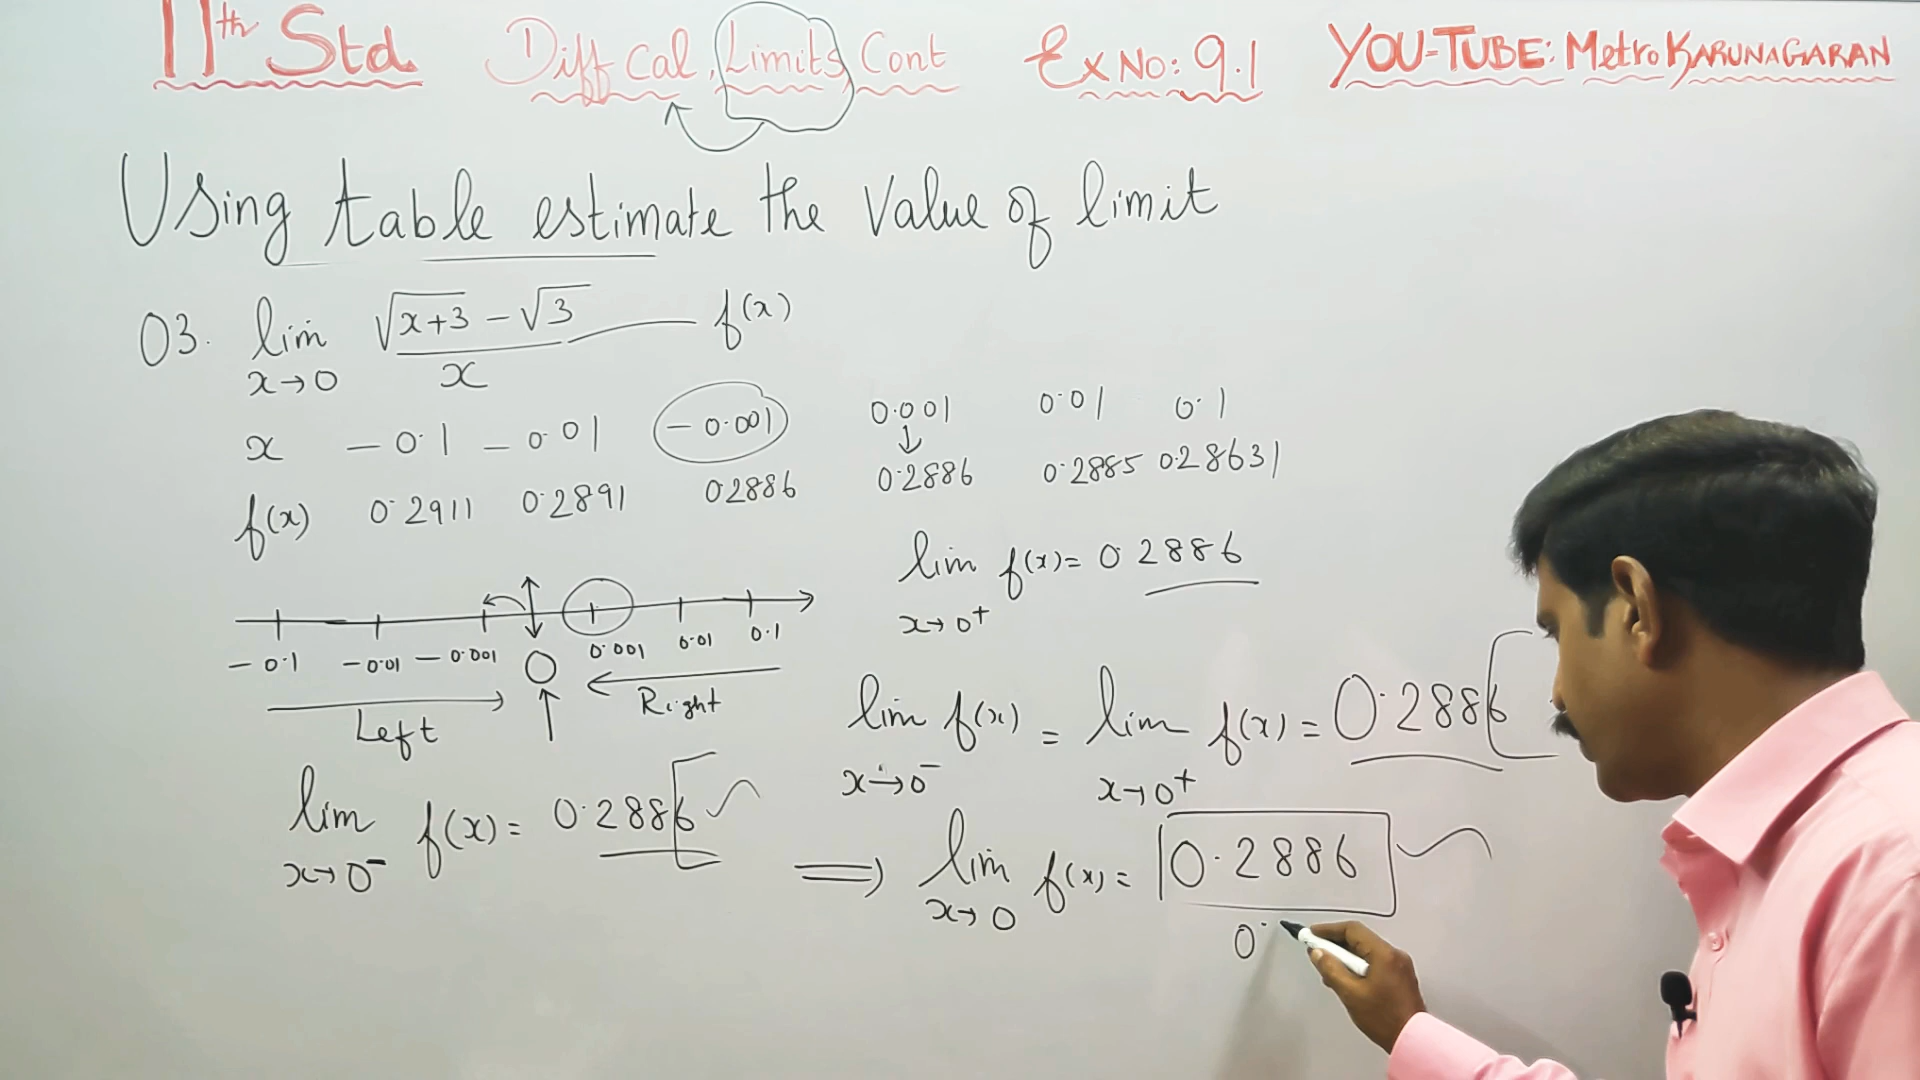 11th Std. Diff Cal, Limits, Cont Ex No: 9.1 YOU-TUBE: Metro KARUNAGARAN
Using table estimate the value of limit
03. lim x→0 (√x+3 - √3)/x f(x)
x -0.1 -0.01 -0.001 0.001 0.01 0.1
f(x) 0.2911 0.2891 0.2886 0.2886 0.2885 0.28631
lim x→0+ f(x) = 0.2886
-0.1 -0.01 -0.001 0 0.001 0.01 0.1
Left Right
lim x→0- f(x) = 0.2886
lim x→0- f(x) = lim x→0+ f(x) = 0.2886
⟹ lim x→0 f(x) = 0.2886
0.